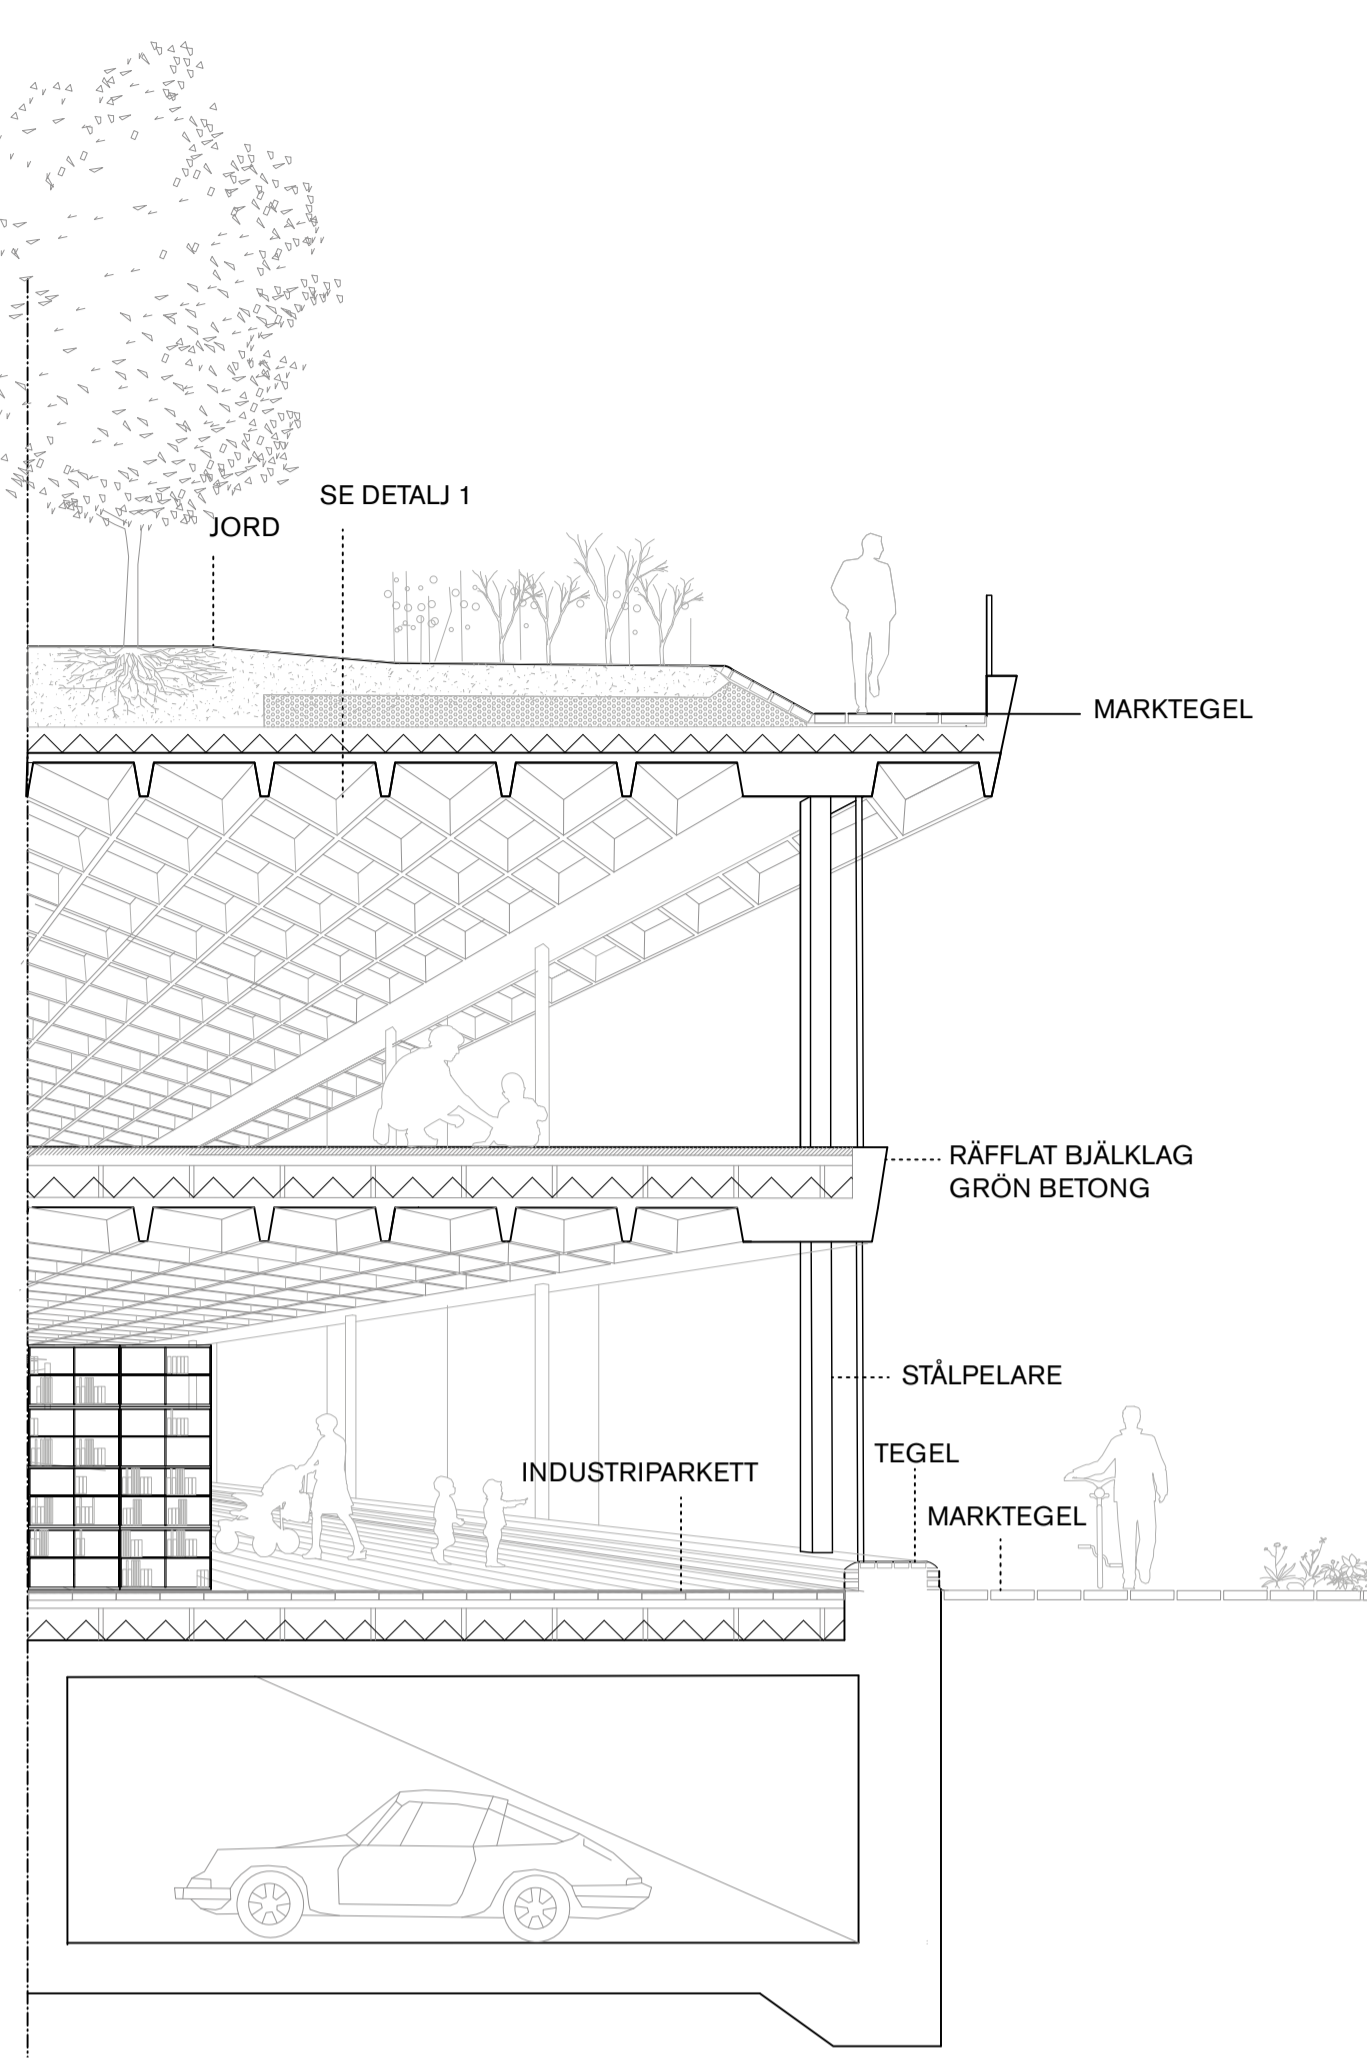 SE DETALJ 1
JORD
MARKTEGEL
RÄFFLAT BJÄLKLAG
GRÖN BETONG
STÅLPELARE
TEGEL
INDUSTRIPARKETT
MARKTEGEL